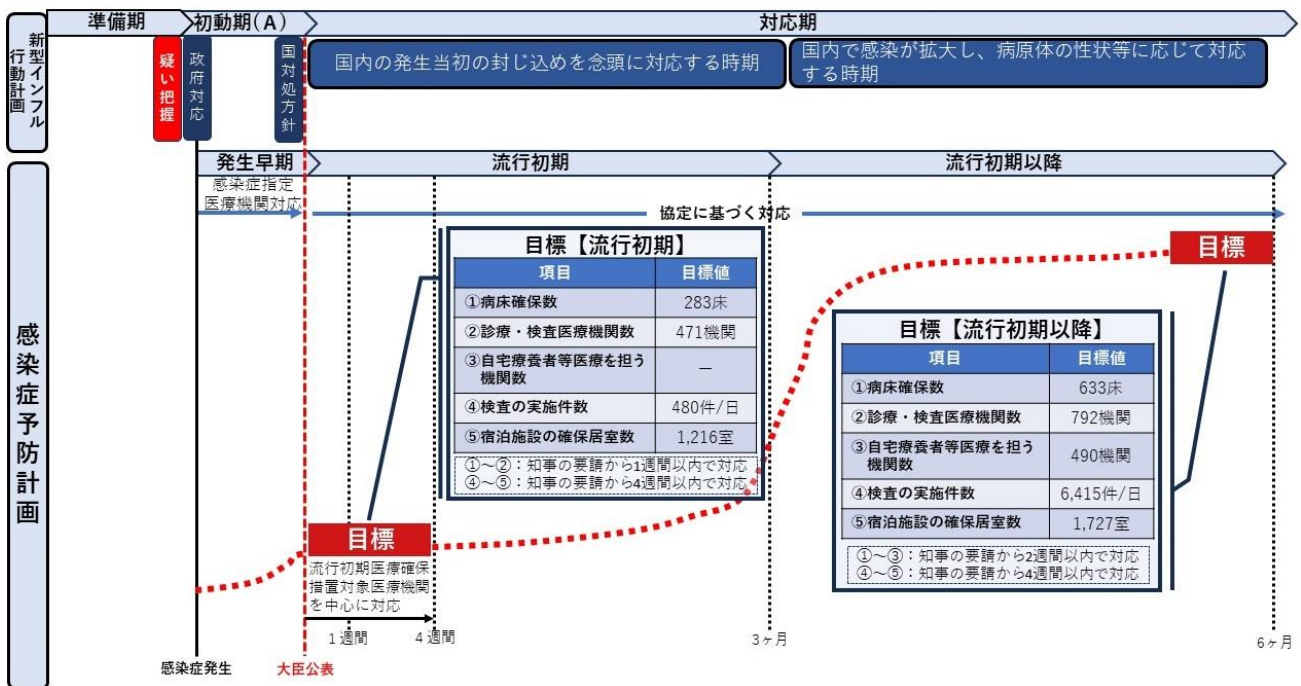 準備期
初動期(A)
対応期
新型インフル
行動計画
疑い把握
政府対応
国対処方針
国内の発生当初の封じ込めを念頭に対応する時期
国内で感染が拡大し、病原体の性状等に応じて対応
する時期
感染症予防計画
発生早期
流行初期
流行初期以降
感染症指定
医療機関対応
協定に基づく対応
目標【流行初期】
項目 目標値
①病床確保数 283床
②診療・検査医療機関数 471機関
③自宅療養者等医療を担う
機関数 －
④検査の実施件数 480件/日
⑤宿泊施設の確保居室数 1,216室
①～②：知事の要請から1週間以内で対応
④～⑤：知事の要請から4週間以内で対応
目標
目標【流行初期以降】
項目 目標値
①病床確保数 633床
②診療・検査医療機関数 792機関
③自宅療養者等医療を担う
機関数 490機関
④検査の実施件数 6,415件/日
⑤宿泊施設の確保居室数 1,727室
①～③：知事の要請から2週間以内で対応
④～⑤：知事の要請から4週間以内で対応
目標
流行初期医療確保
措置対象医療機関
を中心に対応
1週間
4週間
3ヶ月
6ヶ月
感染症発生
大臣公表